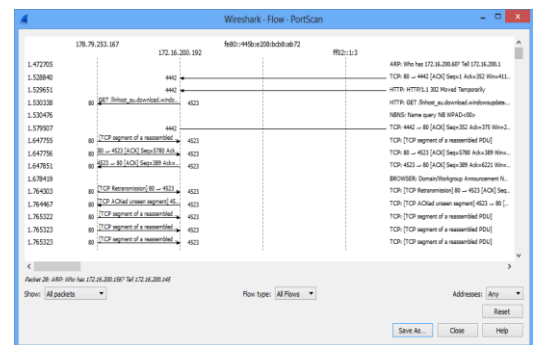 Wireshark · Flow · PortScan
178.79.253.167
172.16.200.192
fe80::445b:e208:bcb8:ab72
ff02::1:3
1.472705 ARP: Who has 172.16.200.60? Tell 172.16.200.1
1.528840 4442 TCP: 80 → 4442 [ACK] Seq=1 Ack=352 Win=411...
1.529651 4442 HTTP: HTTP/1.1 302 Moved Temporarily
1.530338 80 GET /lnhost_au.download.windo... 4523 HTTP: GET /lnhost_au.download.windowsupdate...
1.530476 NBNS: Name query NB WPAD<00>
1.579507 4442 TCP: 4442 → 80 [ACK] Seq=352 Ack=375 Win=2...
1.647755 80 [TCP segment of a reassembled ... 4523 TCP: [TCP segment of a reassembled PDU]
1.647756 80 80 → 4523 [ACK] Seq=5780 Ack... 4523 TCP: 80 → 4523 [ACK] Seq=5780 Ack=389 Win=...
1.647851 80 4523 → 80 [ACK] Seq=389 Ack=... 4523 TCP: 4523 → 80 [ACK] Seq=389 Ack=6221 Win=...
1.678419 BROWSER: Domain/Workgroup Announcement N...
1.764303 80 [TCP Retransmission] 80 → 4523 ... 4523 TCP: [TCP Retransmission] 80 → 4523 [ACK] Seq...
1.764467 80 [TCP ACKed unseen segment] 45... 4523 TCP: [TCP ACKed unseen segment] 4523 → 80 [...
1.765322 80 [TCP segment of a reassembled ... 4523 TCP: [TCP segment of a reassembled PDU]
1.765323 80 [TCP segment of a reassembled ... 4523 TCP: [TCP segment of a reassembled PDU]
1.765323 80 [TCP segment of a reassembled ... 4523 TCP: [TCP segment of a reassembled PDU]
Packet 28: ARP: Who has 172.16.200.156? Tell 172.16.200.145
Show: All packets Flow type: All Flows Addresses: Any
Reset
Save As... Close Help